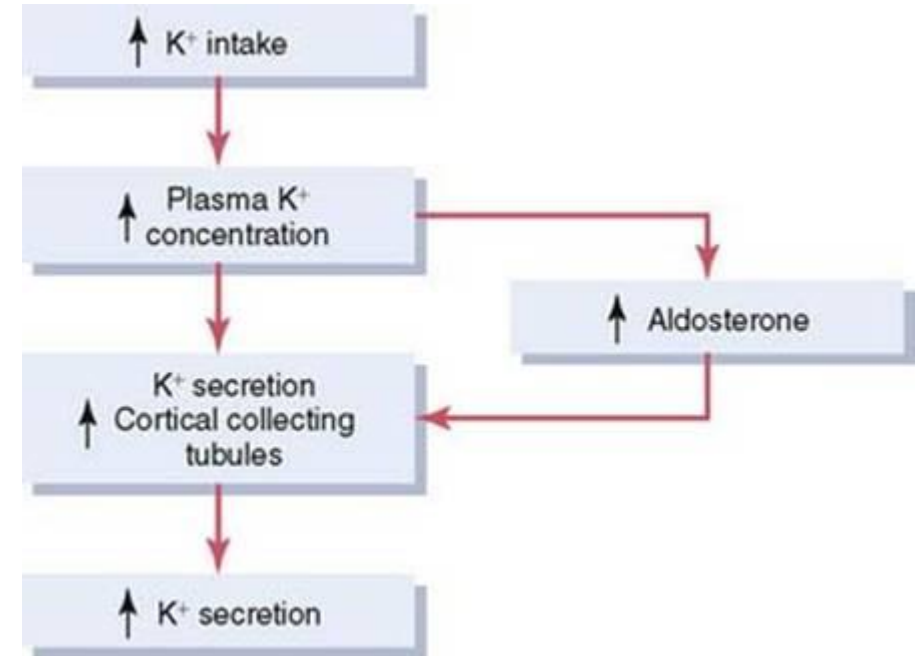 ↑ K⁺ intake
↑ Plasma K⁺
concentration
↑ Aldosterone
K⁺ secretion
↑ Cortical collecting
tubules
↑ K⁺ secretion